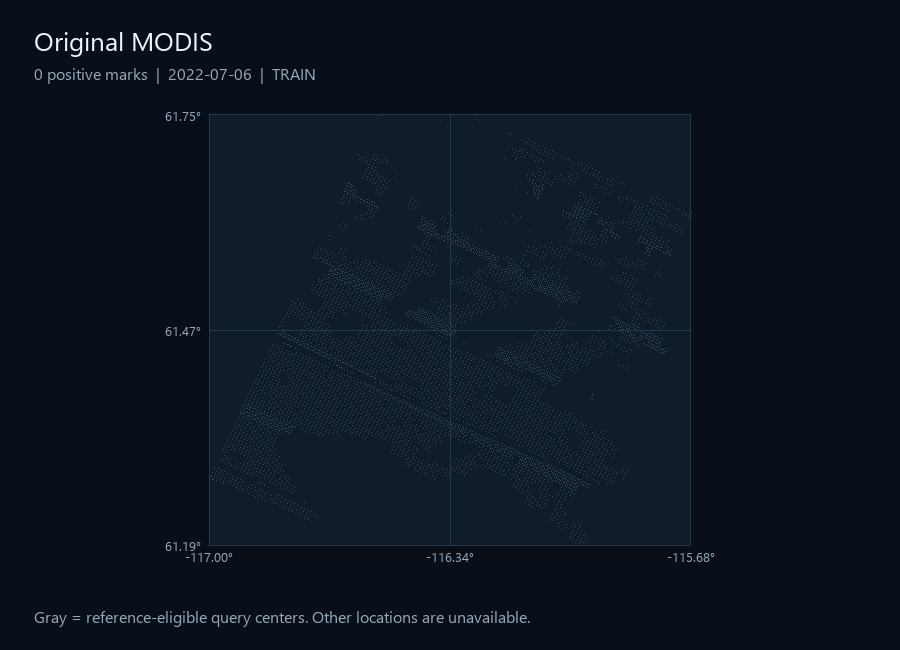 Original MODIS
0 positive marks | 2022-07-06 | TRAIN
61.75°
61.47°
61.19°
-117.00° -116.34° -115.68°
Gray = reference-eligible query centers. Other locations are unavailable.